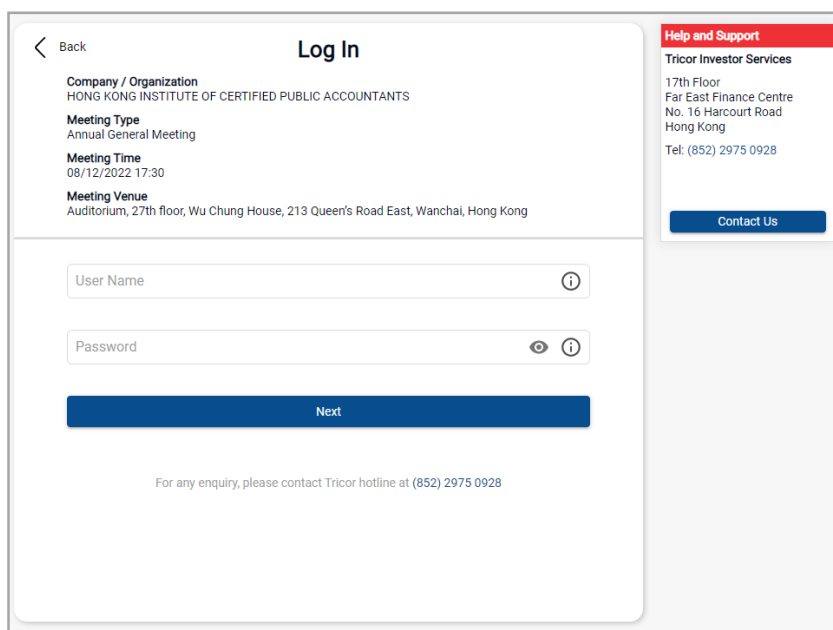 Back
Log In
Company / Organization
HONG KONG INSTITUTE OF CERTIFIED PUBLIC ACCOUNTANTS
Meeting Type
Annual General Meeting
Meeting Time
08/12/2022 17:30
Meeting Venue
Auditorium, 27th floor, Wu Chung House, 213 Queen's Road East, Wanchai, Hong Kong
User Name
Password
Next
For any enquiry, please contact Tricor hotline at (852) 2975 0928
Help and Support
Tricor Investor Services
17th Floor
Far East Finance Centre
No. 16 Harcourt Road
Hong Kong
Tel: (852) 2975 0928
Contact Us